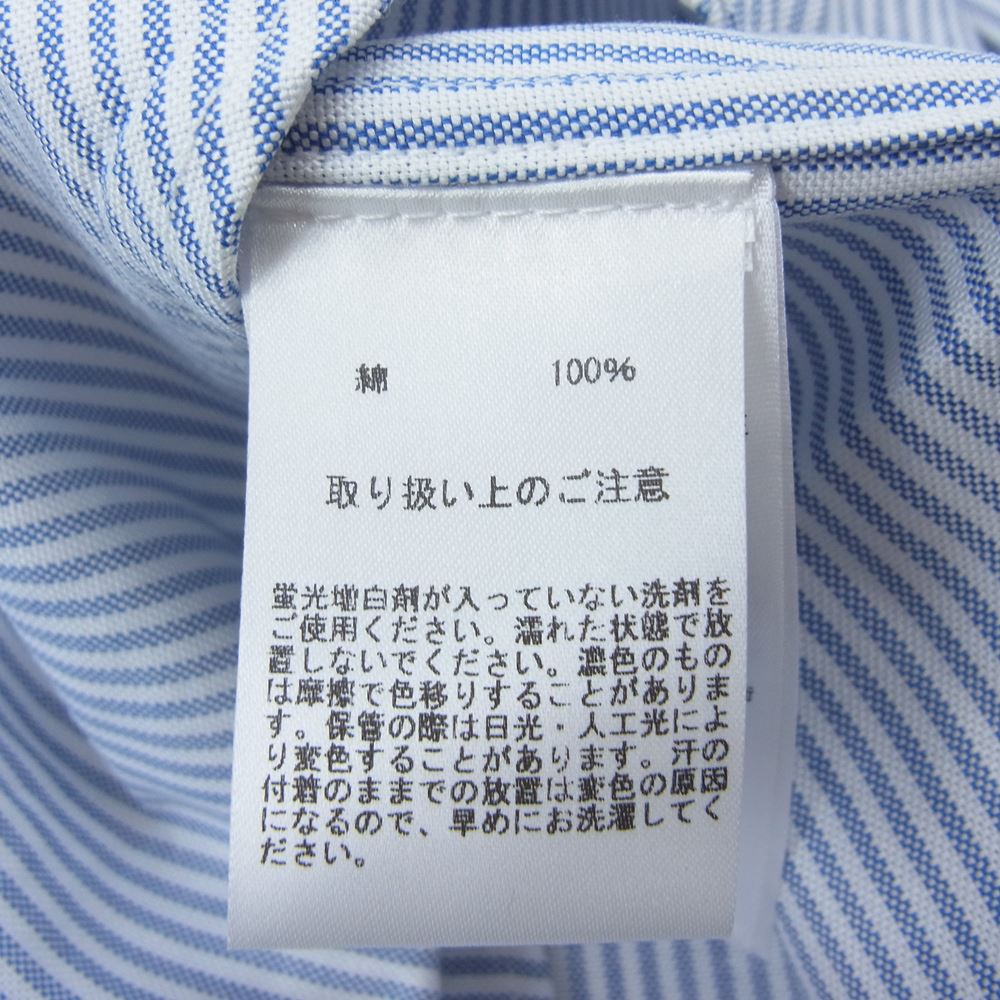 綿 100%
取り扱い上のご注意
蛍光増白剤が入っていない洗剤を
ご使用ください。濡れた状態で放
置しないでください。濃色のもの
は摩擦で色移りすることがありま
す。保管の際は日光・人工光によ
り変色することがあります。汗の
付着のままでの放置は変色の原因
になるので、早めにお洗濯してく
ださい。